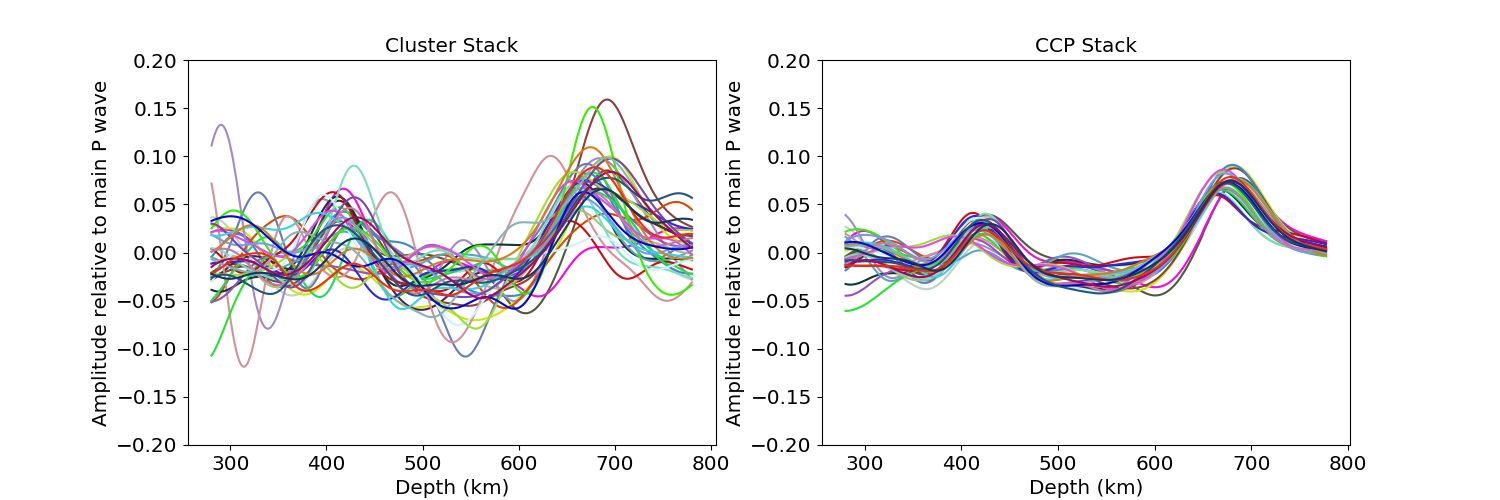 Cluster Stack
0.20
0.15
0.10
0.05
0.00
−0.05
−0.10
−0.15
−0.20
Amplitude relative to main P wave
300 400 500 600 700 800
Depth (km)
CCP Stack
0.20
0.15
0.10
0.05
0.00
−0.05
−0.10
−0.15
−0.20
Amplitude relative to main P wave
300 400 500 600 700 800
Depth (km)